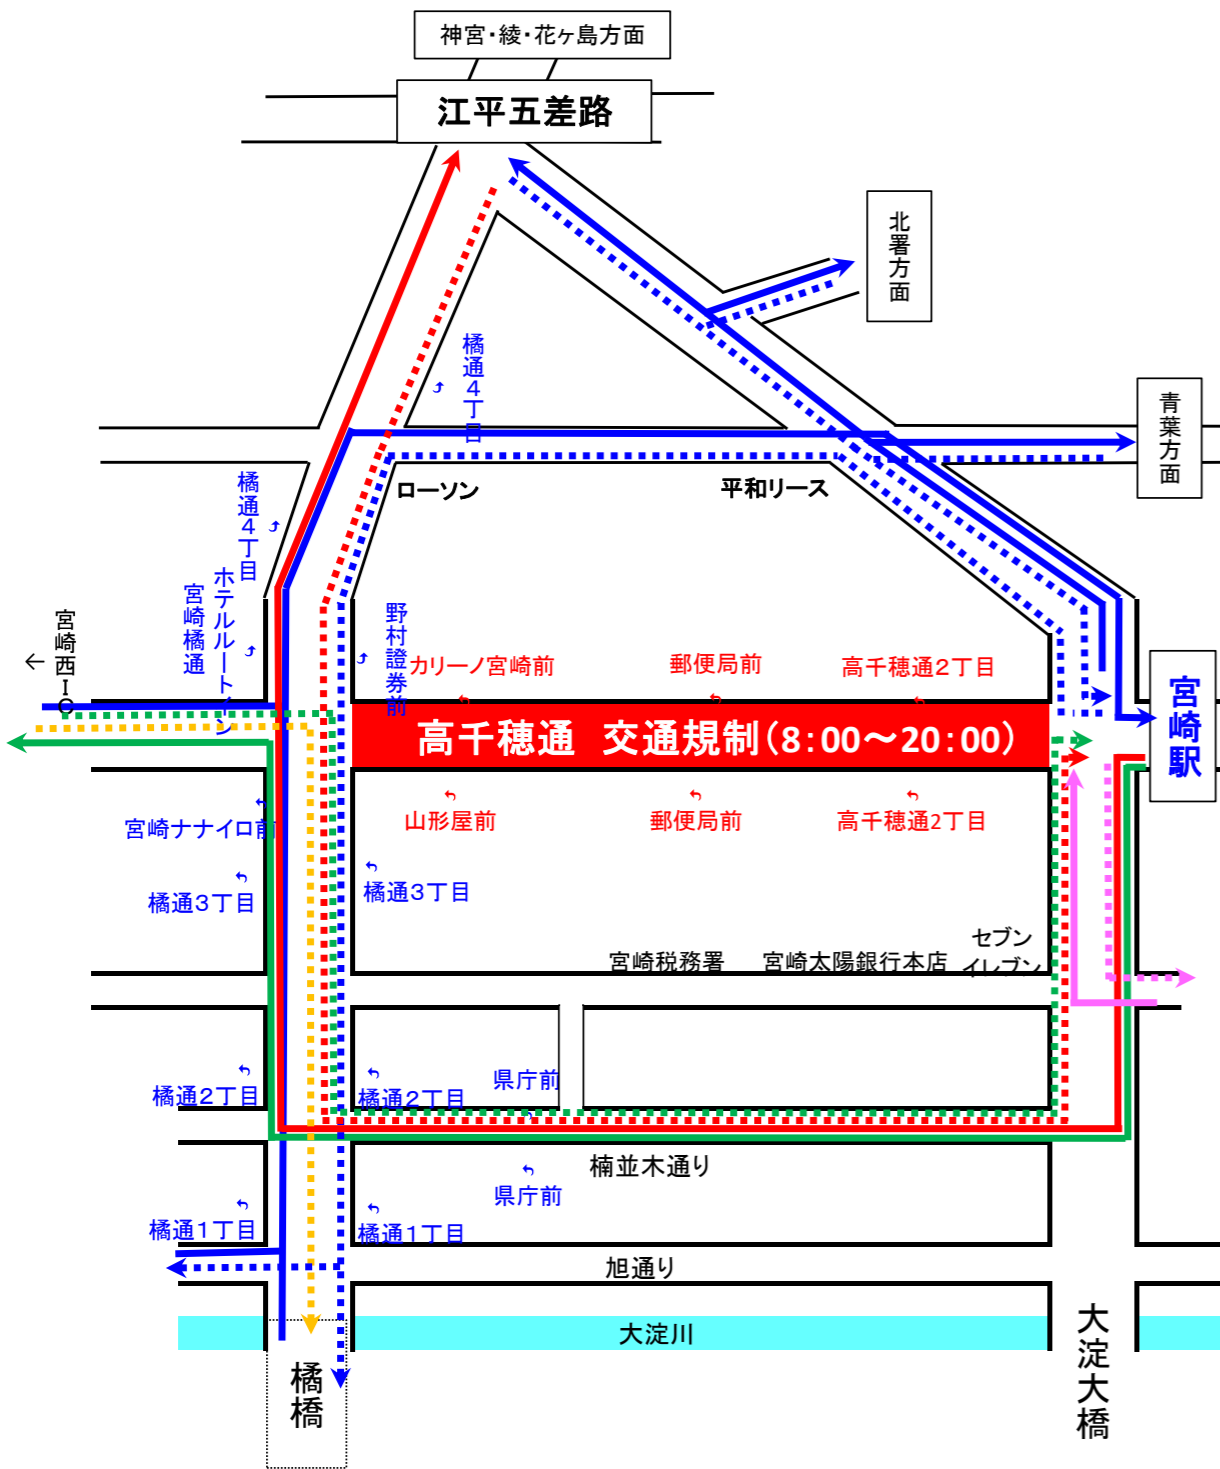 神宮・綾・花ヶ島方面
江平五差路
北署方面
橘通４丁目
青葉方面
ローソン
平和リース
橘通４丁目
ホテルルートイン
宮崎橘通
宮崎西ＩＣ
←
野村證券前
カリーノ宮崎前
郵便局前
高千穂通２丁目
宮崎駅
高千穂通 交通規制(8:00～20:00)
山形屋前
郵便局前
高千穂通2丁目
宮崎ナナイロ前
橘通３丁目
橘通３丁目
セブン
イレブン
宮崎税務署
宮崎太陽銀行本店
橘通２丁目
橘通２丁目
県庁前
楠並木通り
県庁前
橘通１丁目
橘通１丁目
旭通り
大淀川
橘橋
大淀大橋